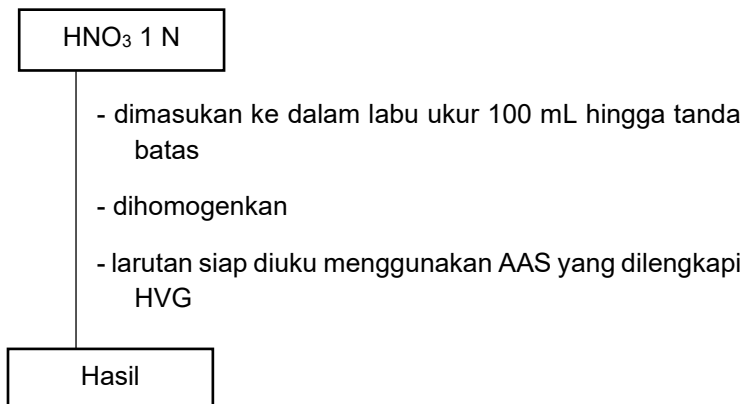 HNO₃ 1 N
- dimasukan ke dalam labu ukur 100 mL hingga tanda
batas
- dihomogenkan
- larutan siap diuku menggunakan AAS yang dilengkapi
HVG
Hasil